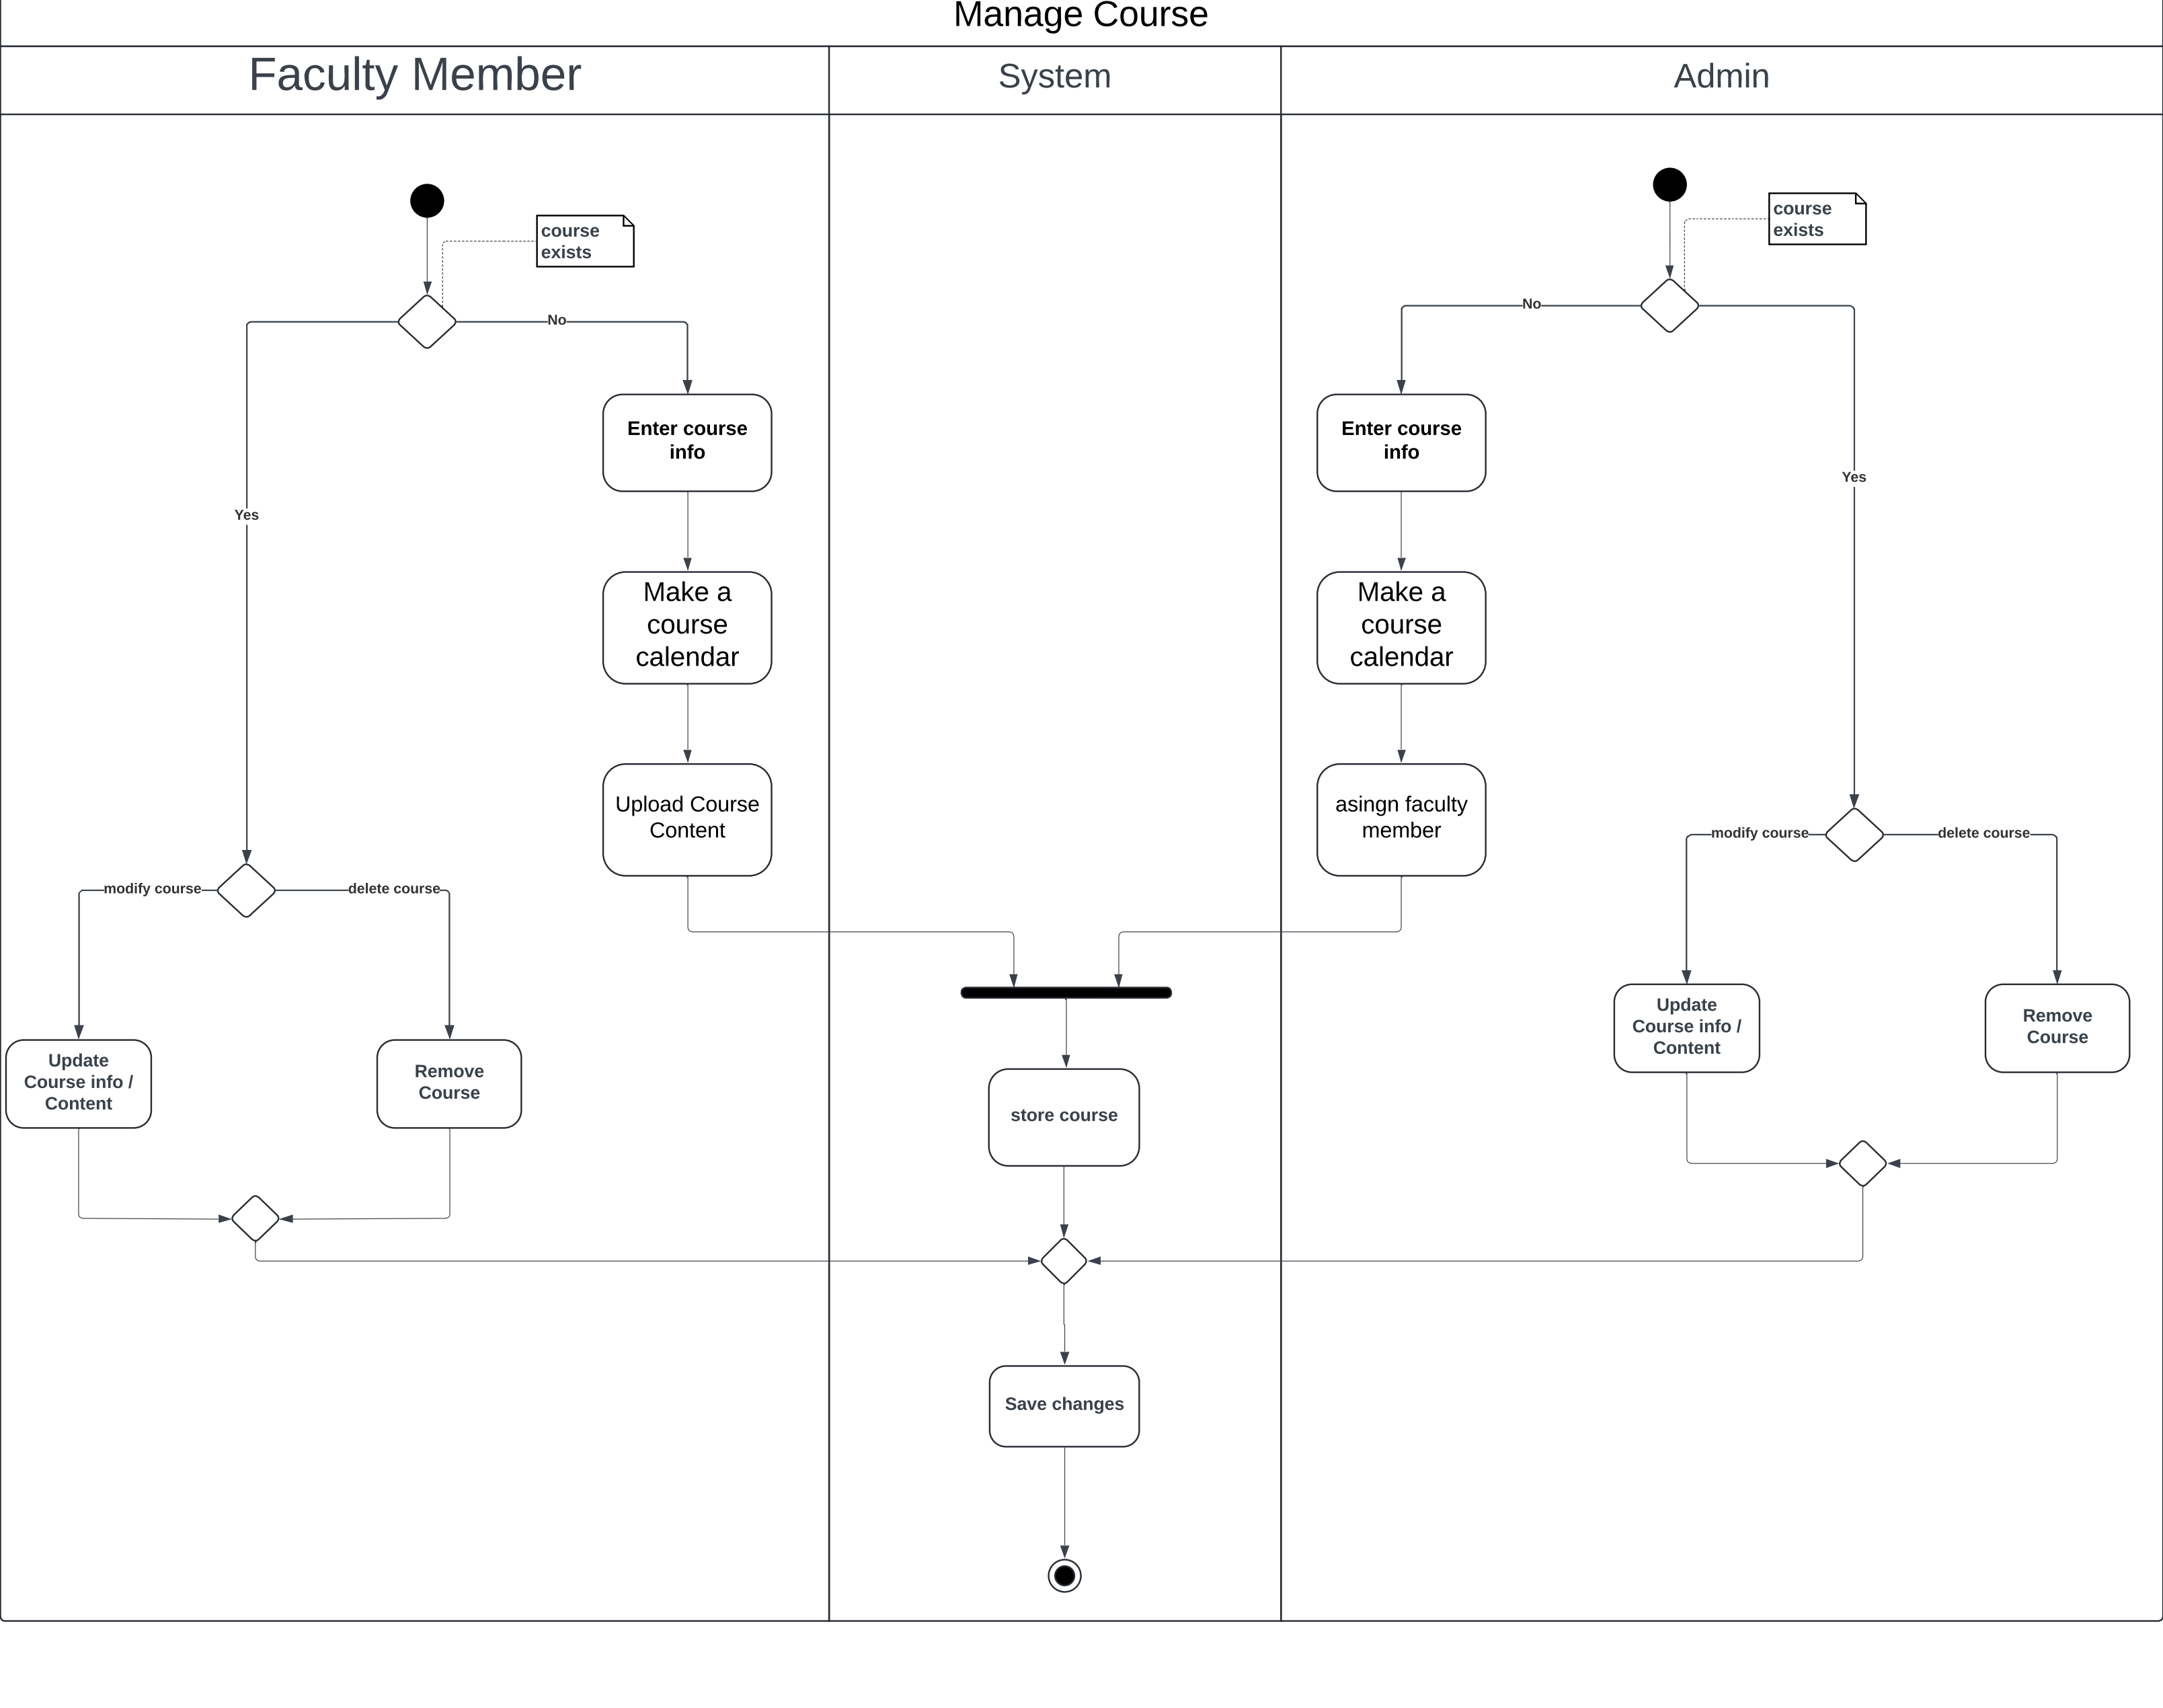 Manage Course
Faculty Member
System
Admin
course
exists
course
exists
No
No
Enter course
info
Enter course
info
Yes
Yes
Make a
course
calendar
Make a
course
calendar
Upload Course
Content
asingn faculty
member
modify course
delete course
modify course
delete course
Update
Course info /
Content
Remove
Course
Update
Course info /
Content
Remove
Course
store course
Save changes